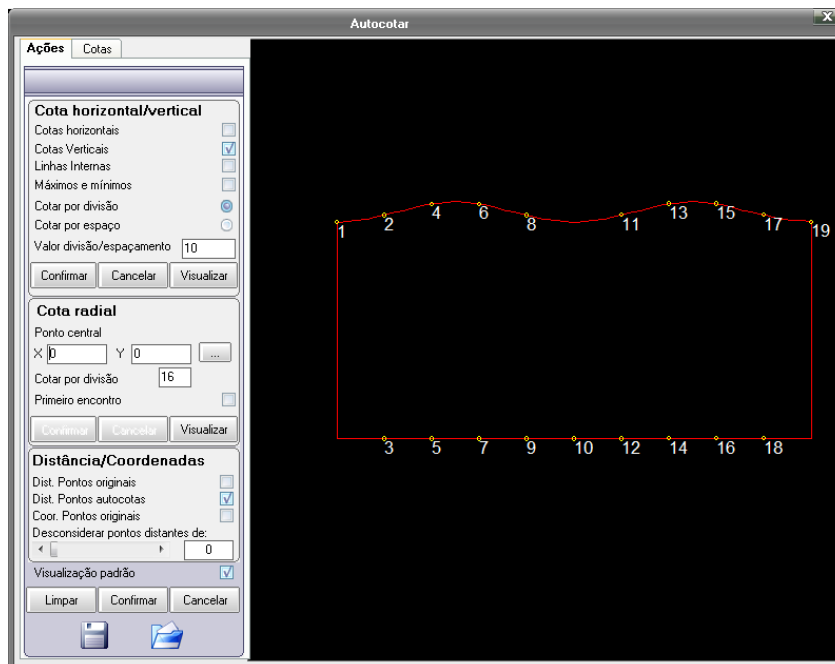 Autocotar
X
Ações Cotas
Cota horizontal/vertical
Cotas horizontais
Cotas Verticais
Linhas Internas
Máximos e mínimos
Cotar por divisão
Cotar por espaço
Valor divisão/espaçamento 10
Confirmar Cancelar Visualizar
Cota radial
Ponto central
X 0 Y 0 ...
Cotar por divisão 16
Primeiro encontro
Confirmar Cancelar Visualizar
Distância/Coordenadas
Dist. Pontos originais
Dist. Pontos autocotas
Coor. Pontos originais
Desconsiderar pontos distantes de:
0
Visualização padrão
Limpar Confirmar Cancelar
1 2 4 6 8 11 13 15 17 19
3 5 7 9 10 12 14 16 18